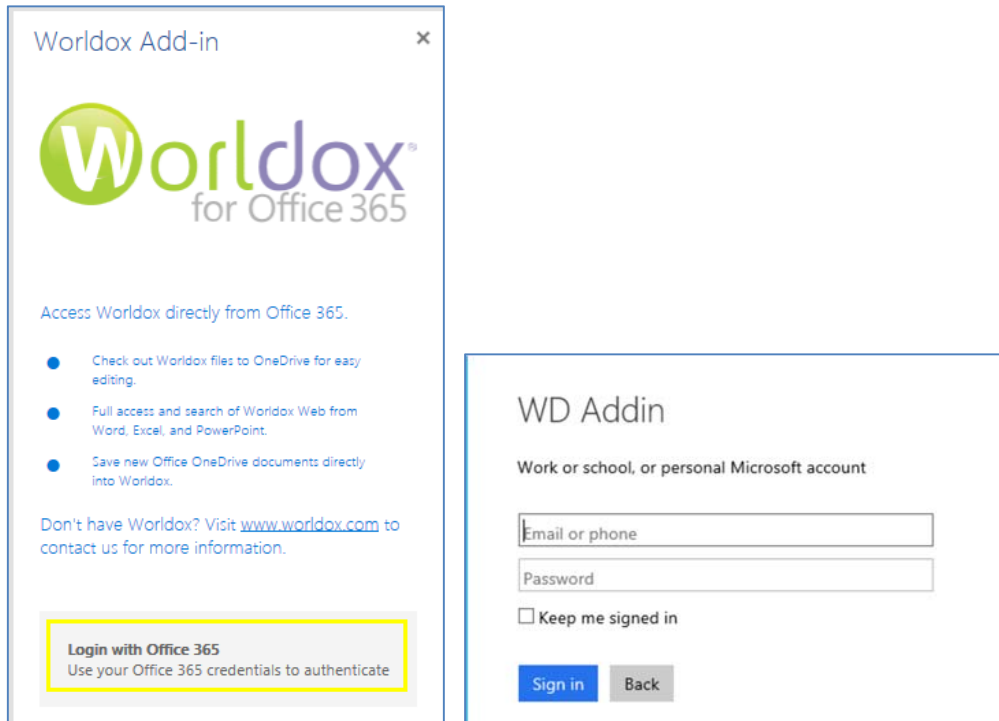 Worldox Add-in ×
Worldox®
for Office 365
Access Worldox directly from Office 365.
Check out Worldox files to OneDrive for easy
editing.
Full access and search of Worldox Web from
Word, Excel, and PowerPoint.
Save new Office OneDrive documents directly
into Worldox.
Don't have Worldox? Visit www.worldox.com to
contact us for more information.
Login with Office 365
Use your Office 365 credentials to authenticate
WD Addin
Work or school, or personal Microsoft account
Email or phone
Password
Keep me signed in
Sign in Back